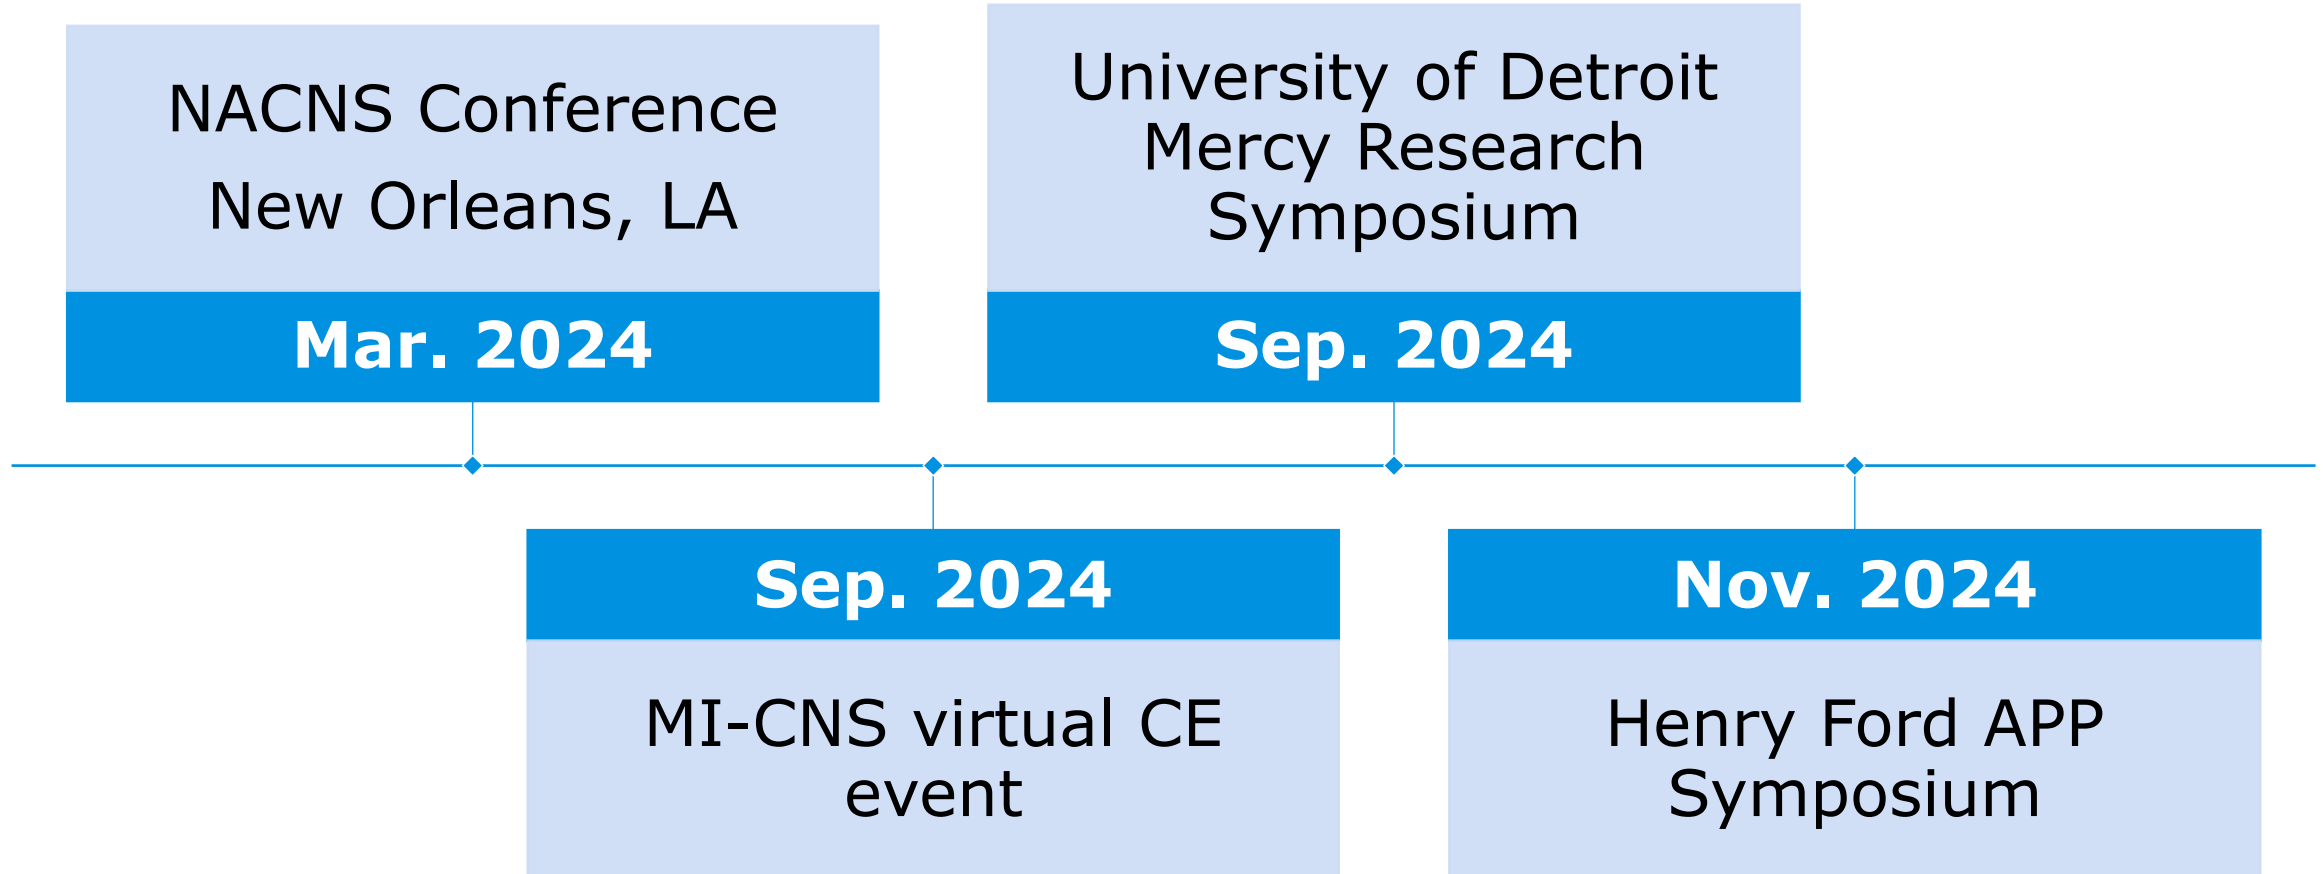 NACNS Conference
New Orleans, LA
Mar. 2024
Sep. 2024
MI-CNS virtual CE
event
University of Detroit
Mercy Research
Symposium
Sep. 2024
Nov. 2024
Henry Ford APP
Symposium